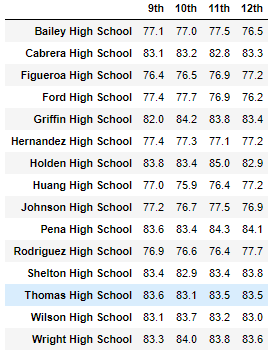 9th 10th 11th 12th
Bailey High School 77.1 77.0 77.5 76.5
Cabrera High School 83.1 83.2 82.8 83.3
Figueroa High School 76.4 76.5 76.9 77.2
Ford High School 77.4 77.7 76.9 76.2
Griffin High School 82.0 84.2 83.8 83.4
Hernandez High School 77.4 77.3 77.1 77.2
Holden High School 83.8 83.4 85.0 82.9
Huang High School 77.0 75.9 76.4 77.2
Johnson High School 77.2 76.7 77.5 76.9
Pena High School 83.6 83.4 84.3 84.1
Rodriguez High School 76.9 76.6 76.4 77.7
Shelton High School 83.4 82.9 83.4 83.8
Thomas High School 83.6 83.1 83.5 83.5
Wilson High School 83.1 83.7 83.2 83.0
Wright High School 83.3 84.0 83.8 83.6